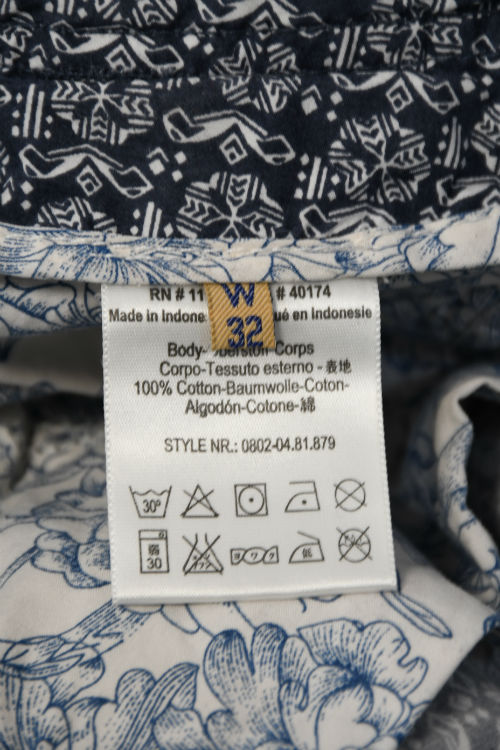 RN # 11 # 40174
W
32
Made in Indone ué en Indonesie
Body- Corps
Corpo-Tessuto esterno - 表地
100% Cotton-Baumwolle-Coton-
Algodón-Cotone-綿
STYLE NR.: 0802-04.81.879
30°
弱
30